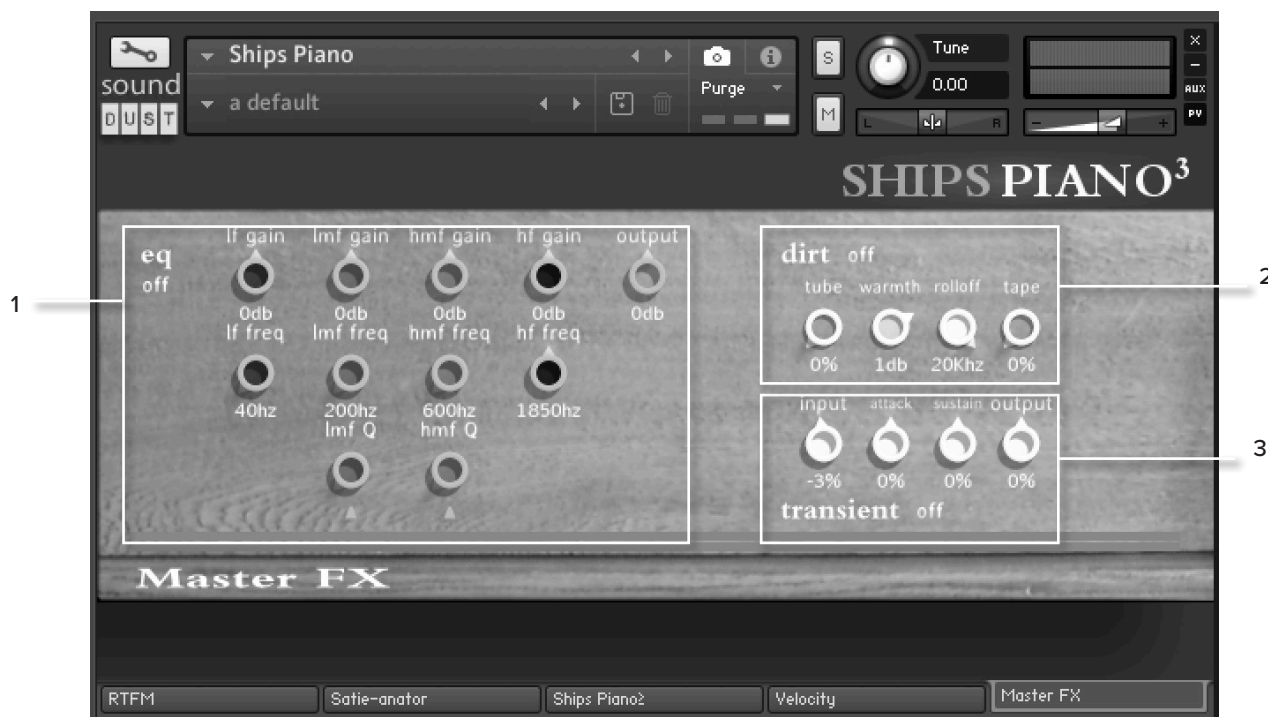 Ships Piano
sound
DUST
a default
Purge
S
M
Tune
0.00
L R
- +
X
-
AUX
PV
SHIPS PIANO³
eq
off
lf gain lmf gain hmf gain hf gain output
0db 0db 0db 0db 0db
lf freq lmf freq hmf freq hf freq
40hz 200hz 600hz 1850hz
lmf Q hmf Q
dirt off
tube warmth rolloff tape
0% 1db 20Khz 0%
input attack sustain output
-3% 0% 0% 0%
transient off
1
2
3
Master FX
RTFM Satie-anator Ships Piano² Velocity Master FX